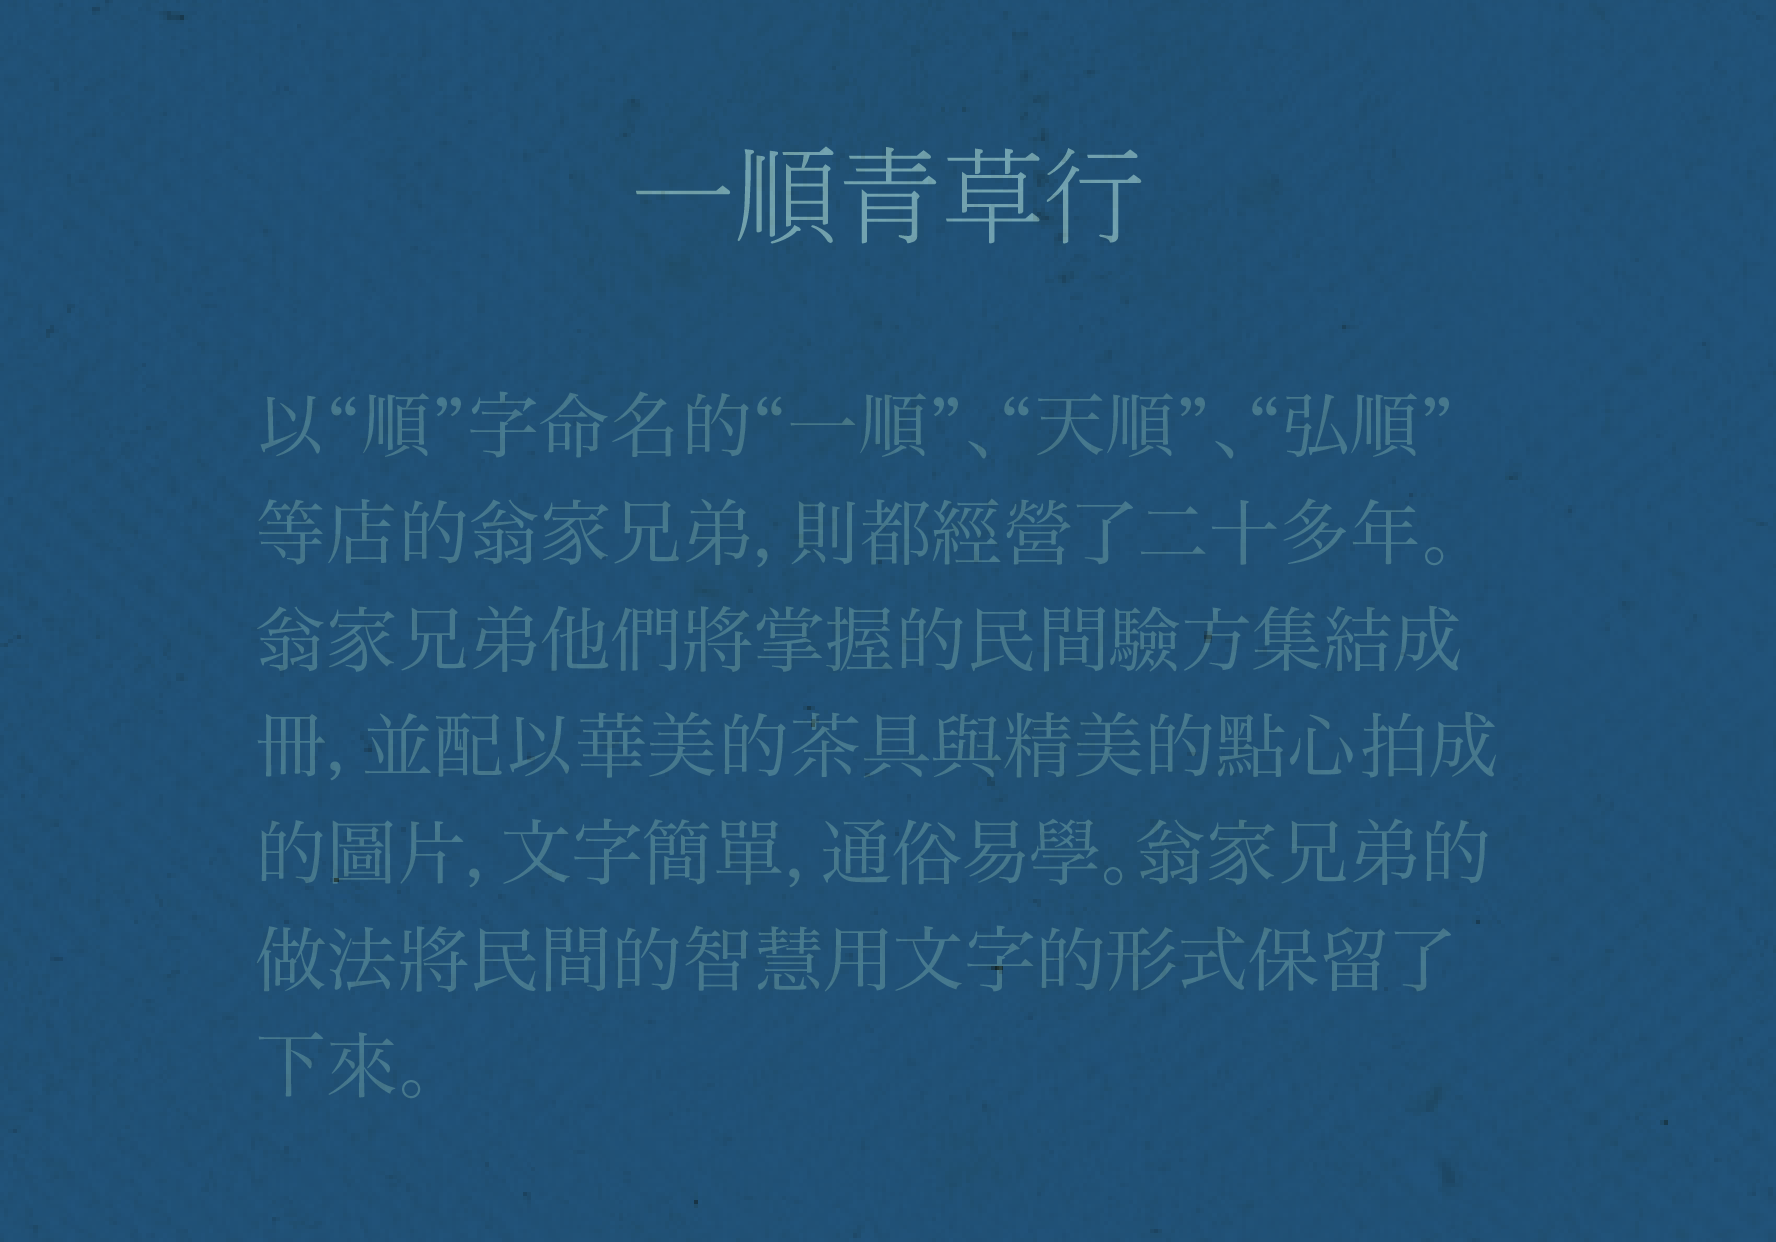 一順青草行
以“順”字命名的“一順”、“天順”、“弘順”
等店的翁家兄弟，則都經營了二十多年。
翁家兄弟他們將掌握的民間驗方集結成
冊，並配以華美的茶具與精美的點心拍成
的圖片，文字簡單，通俗易學。翁家兄弟的
做法將民間的智慧用文字的形式保留了
下來。